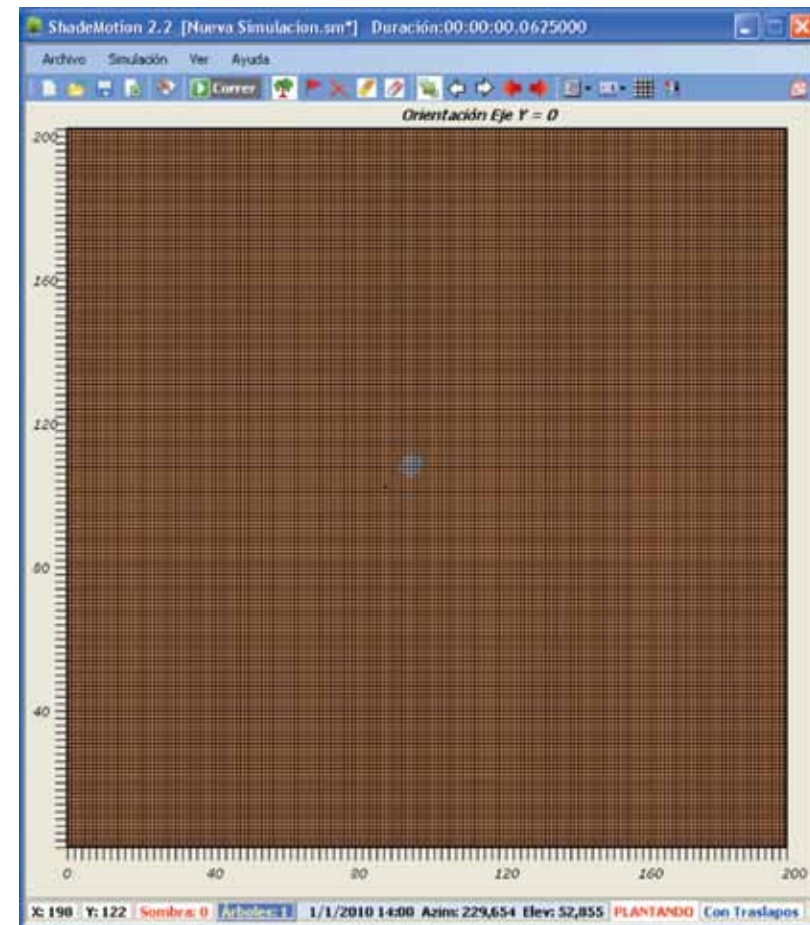 ShadeMotion 2.2 [Nueva Simulacion.sm*] Duración:00:00:00.0625000
Archivo Simulación Ver Ayuda
Correr
Orientación Eje Y = 0
200
160
120
80
40
0 40 80 120 160 200
X: 198 Y: 122 Sombra: 0 Árboles: 1 1/1/2010 14:00 Azim: 229,654 Elev: 52,855 PLANTANDO Con Traslapos